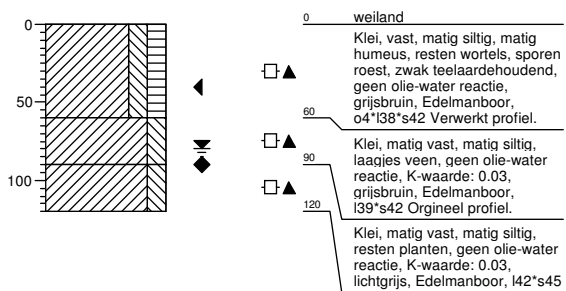 0
50
100
0
60
90
120
weiland
Klei, vast, matig siltig, matig
humeus, resten wortels, sporen
roest, zwak teelaardehoudend,
geen olie-water reactie,
grijsbruin, Edelmanboor,
o4*l38*s42 Verwerkt profiel.
Klei, matig vast, matig siltig,
laagjes veen, geen olie-water
reactie, K-waarde: 0.03,
grijsbruin, Edelmanboor,
l39*s42 Orgineel profiel.
Klei, matig vast, matig siltig,
resten planten, geen olie-water
reactie, K-waarde: 0.03,
lichtgrijs, Edelmanboor, l42*s45